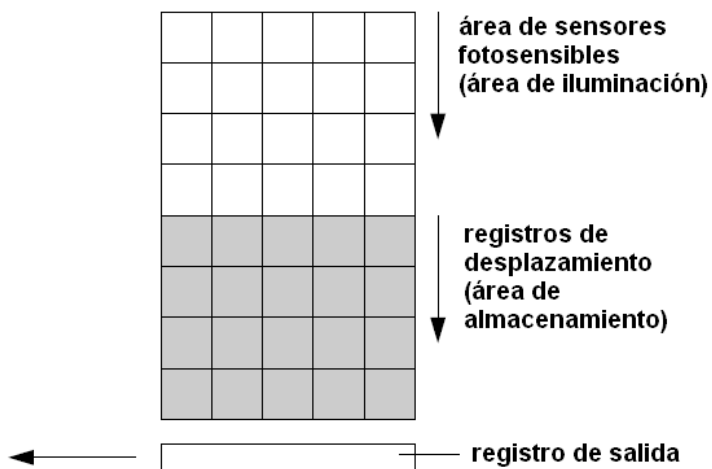 área de sensores
fotosensibles
(área de iluminación)
registros de
desplazamiento
(área de
almacenamiento)
registro de salida